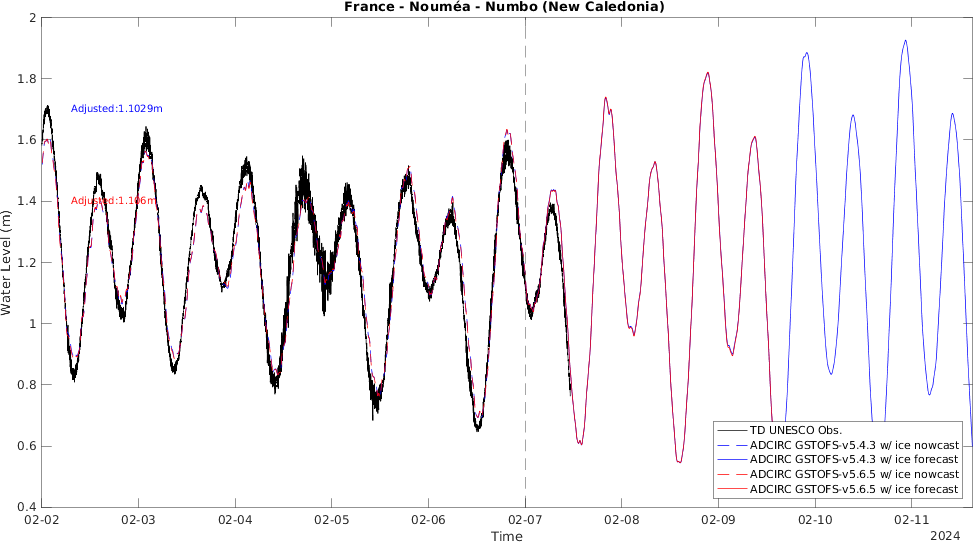 France - Nouméa - Numbo (New Caledonia)
2
1.8
1.6
1.4
1.2
1
0.8
0.6
0.4
Water Level (m)
Adjusted:1.1029m
Adjusted:1.106m
TD UNESCO Obs.
ADCIRC GSTOFS-v5.4.3 w/ ice nowcast
ADCIRC GSTOFS-v5.4.3 w/ ice forecast
ADCIRC GSTOFS-v5.6.5 w/ ice nowcast
ADCIRC GSTOFS-v5.6.5 w/ ice forecast
02-02 02-03 02-04 02-05 02-06 02-07 02-08 02-09 02-10 02-11
Time
2024